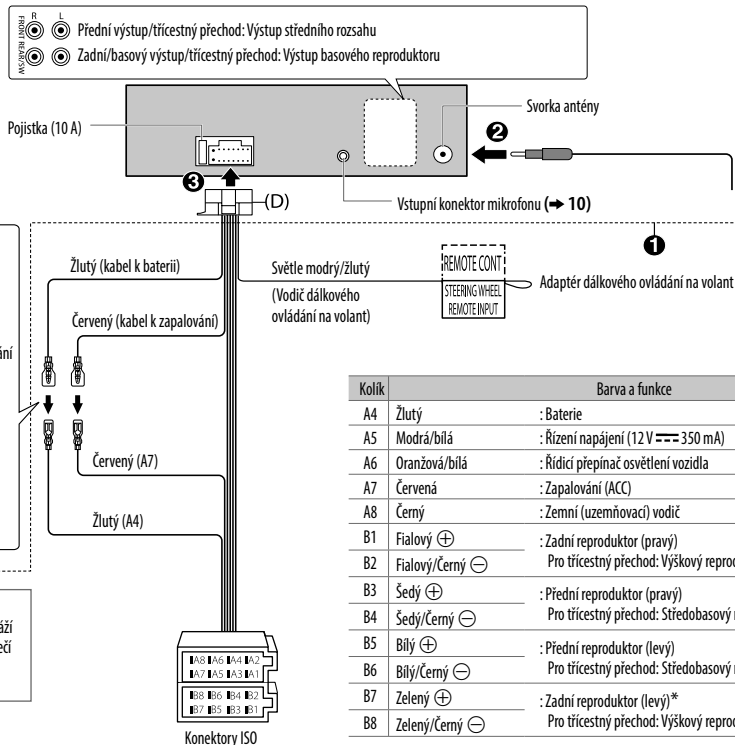 R L
FRONT REAR/SW
Přední výstup/třícestný přechod: Výstup středního rozsahu
Zadní/basový výstup/třícestný přechod: Výstup basového reproduktoru
Pojistka (10 A)
Svorka antény
2
3
(D)
Vstupní konektor mikrofonu (➔ 10)
1
Žlutý (kabel k baterii)
Světle modrý/žlutý
(Vodič dálkového
ovládání na volant)
REMOTE CONT
STEERING WHEEL
REMOTE INPUT
Adaptér dálkového ovládání na volant
Červený (kabel k zapalování)
Červený (A7)
Žlutý (A4)
A8 A6 A4 A2
A7 A5 A3 A1
B8 B6 B4 B2
B7 B5 B3 B1
Konektory ISO
Kolík Barva a funkce
A4 Žlutý : Baterie
A5 Modrá/bílá : Řízení napájení (12 V ⎓ 350 mA)
A6 Oranžová/bílá : Řídicí přepínač osvětlení vozidla
A7 Červená : Zapalování (ACC)
A8 Černý : Zemní (uzemňovací) vodič
B1 Fialový ⊕ : Zadní reproduktor (pravý)
B2 Fialový/Černý ⊖ Pro třícestný přechod: Výškový
B3 Šedý ⊕ : Přední reproduktor (pravý)
B4 Šedý/Černý ⊖ Pro třícestný přechod: Středobasový
B5 Bílý ⊕ : Přední reproduktor (levý)
B6 Bílý/Černý ⊖ Pro třícestný přechod: Středobasový
B7 Zelený ⊕ : Zadní reproduktor (levý)*
B8 Zelený/Černý ⊖ Pro třícestný přechod: Výškový